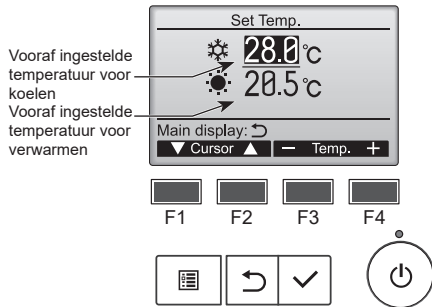 Set Temp.
28.0°C
20.5°C
Vooraf ingestelde
temperatuur voor
koelen
Vooraf ingestelde
temperatuur voor
verwarmen
Main display:
Cursor
− Temp. +
F1 F2 F3 F4